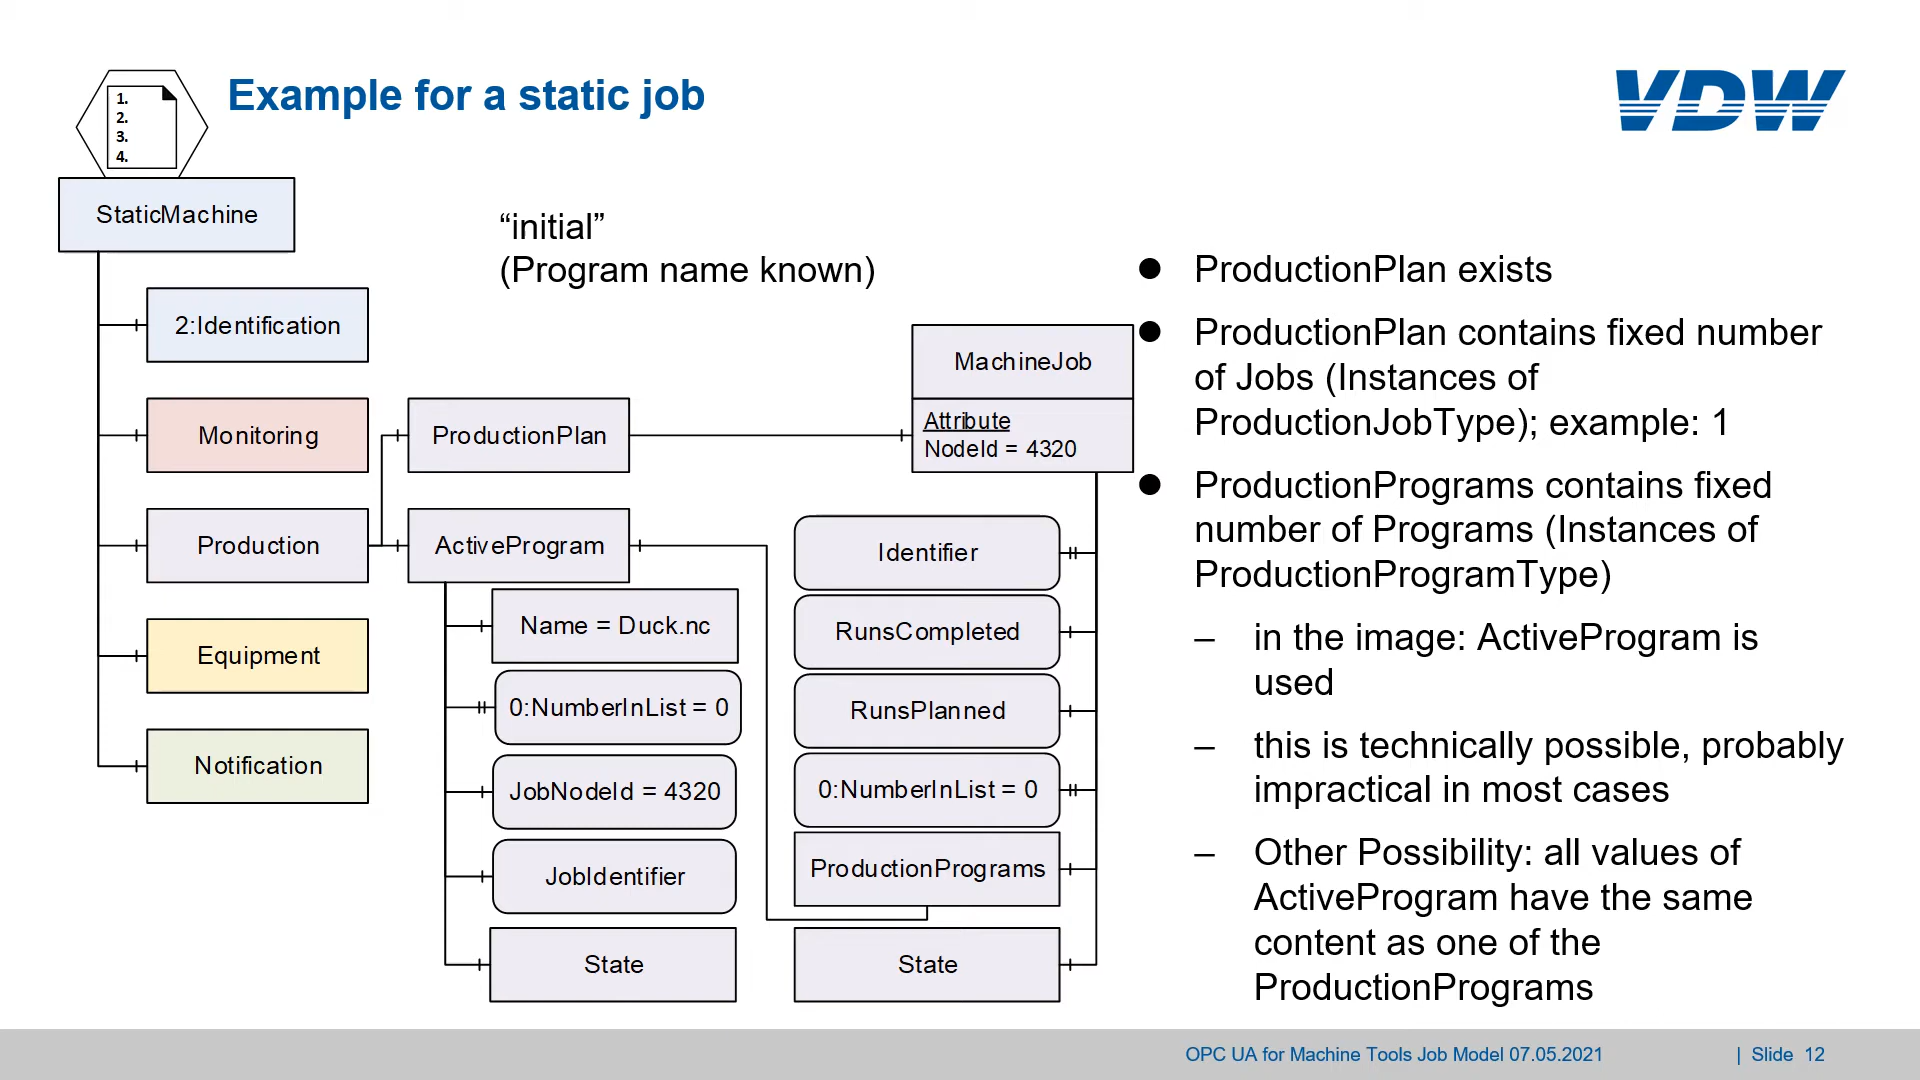 1.
2.
3.
4.
Example for a static job
VDW
StaticMachine
“initial”
(Program name known)
2:Identification
Monitoring
Production
Equipment
Notification
ProductionPlan
ActiveProgram
Name = Duck.nc
0:NumberInList = 0
JobNodeId = 4320
JobIdentifier
State
MachineJob
Attribute
NodeId = 4320
Identifier
RunsCompleted
RunsPlanned
0:NumberInList = 0
ProductionPrograms
State
● ProductionPlan exists
● ProductionPlan contains fixed number
of Jobs (Instances of
ProductionJobType); example: 1
● ProductionPrograms contains fixed
number of Programs (Instances of
ProductionProgramType)
– in the image: ActiveProgram is
used
– this is technically possible, probably
impractical in most cases
– Other Possibility: all values of
ActiveProgram have the same
content as one of the
ProductionPrograms
OPC UA for Machine Tools Job Model 07.05.2021 | Slide 12